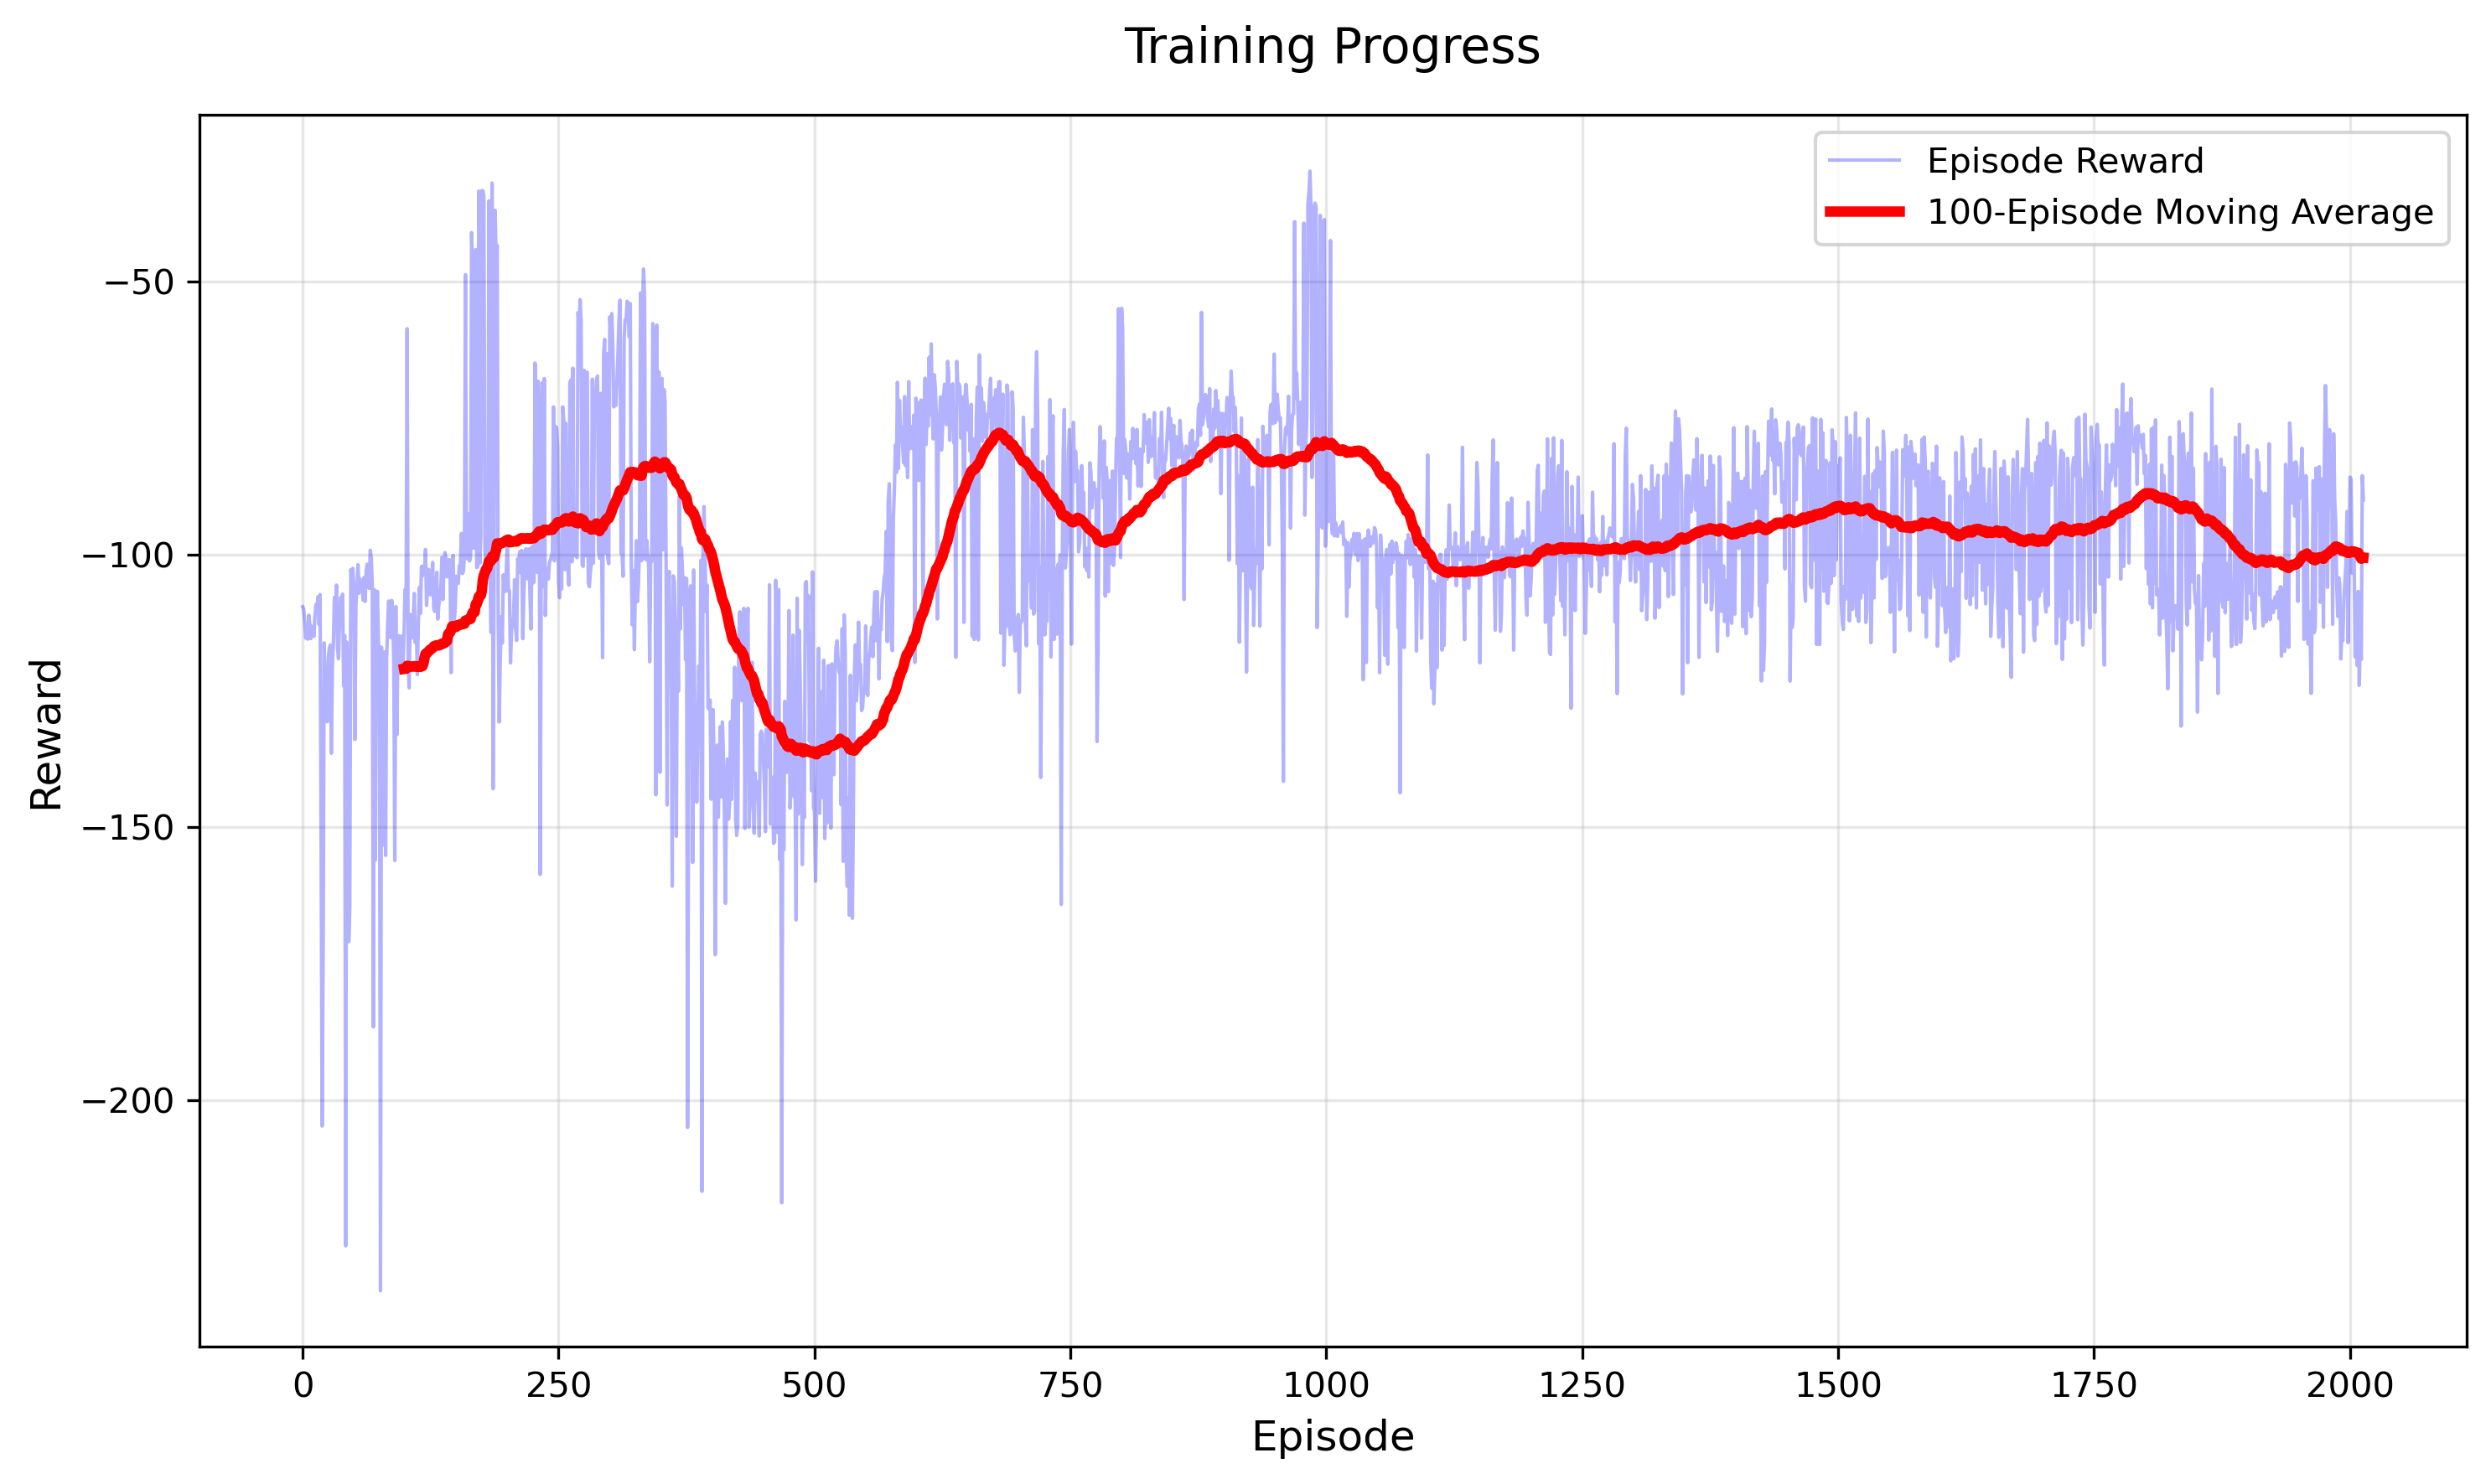 Training Progress
Episode Reward
100-Episode Moving Average
Reward
−50
−100
−150
−200
0
250
500
750
1000
1250
1500
1750
2000
Episode